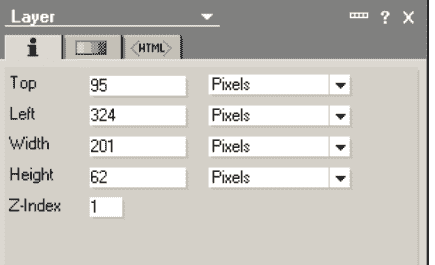 Layer ?
HTML
Top 95 Pixels
Left 324 Pixels
Width 201 Pixels
Height 62 Pixels
Z-Index 1